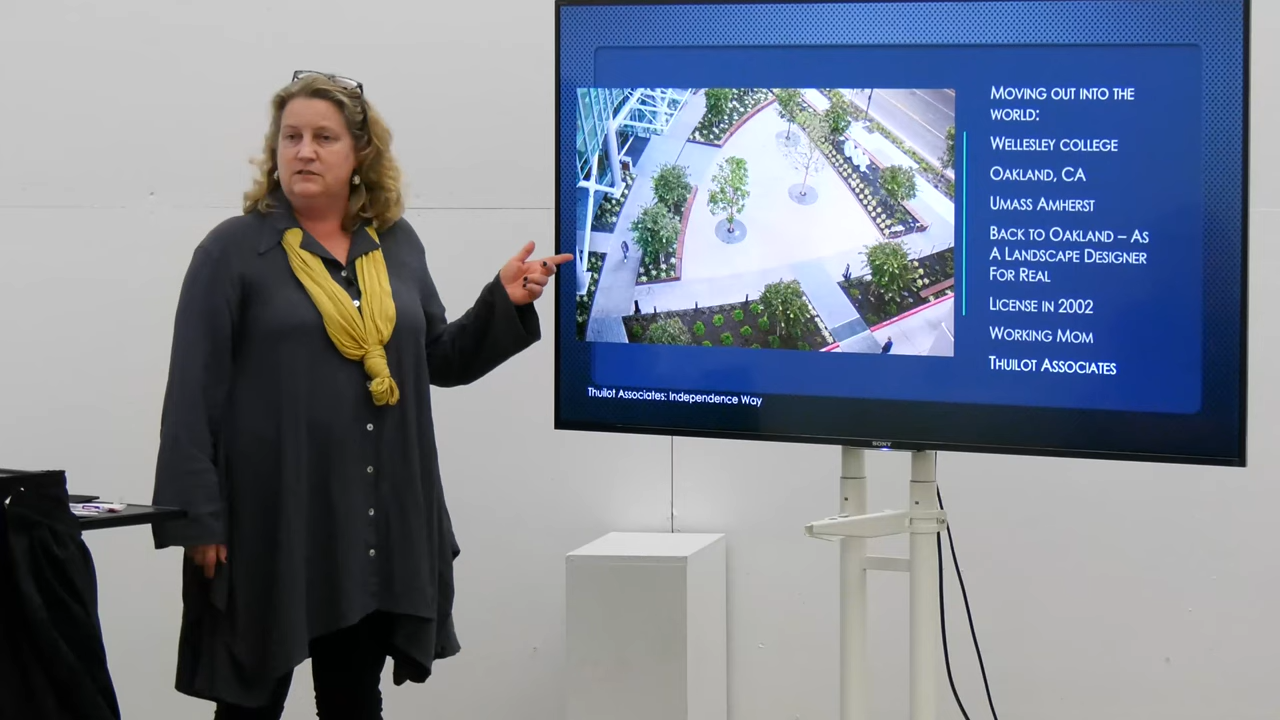 Moving out into the
world:
Wellesley college
Oakland, CA
Umass Amherst
Back to Oakland – As
A Landscape Designer
For Real
License in 2002
Working Mom
Thuilot Associates
Thuilot Associates: Independence Way
SONY